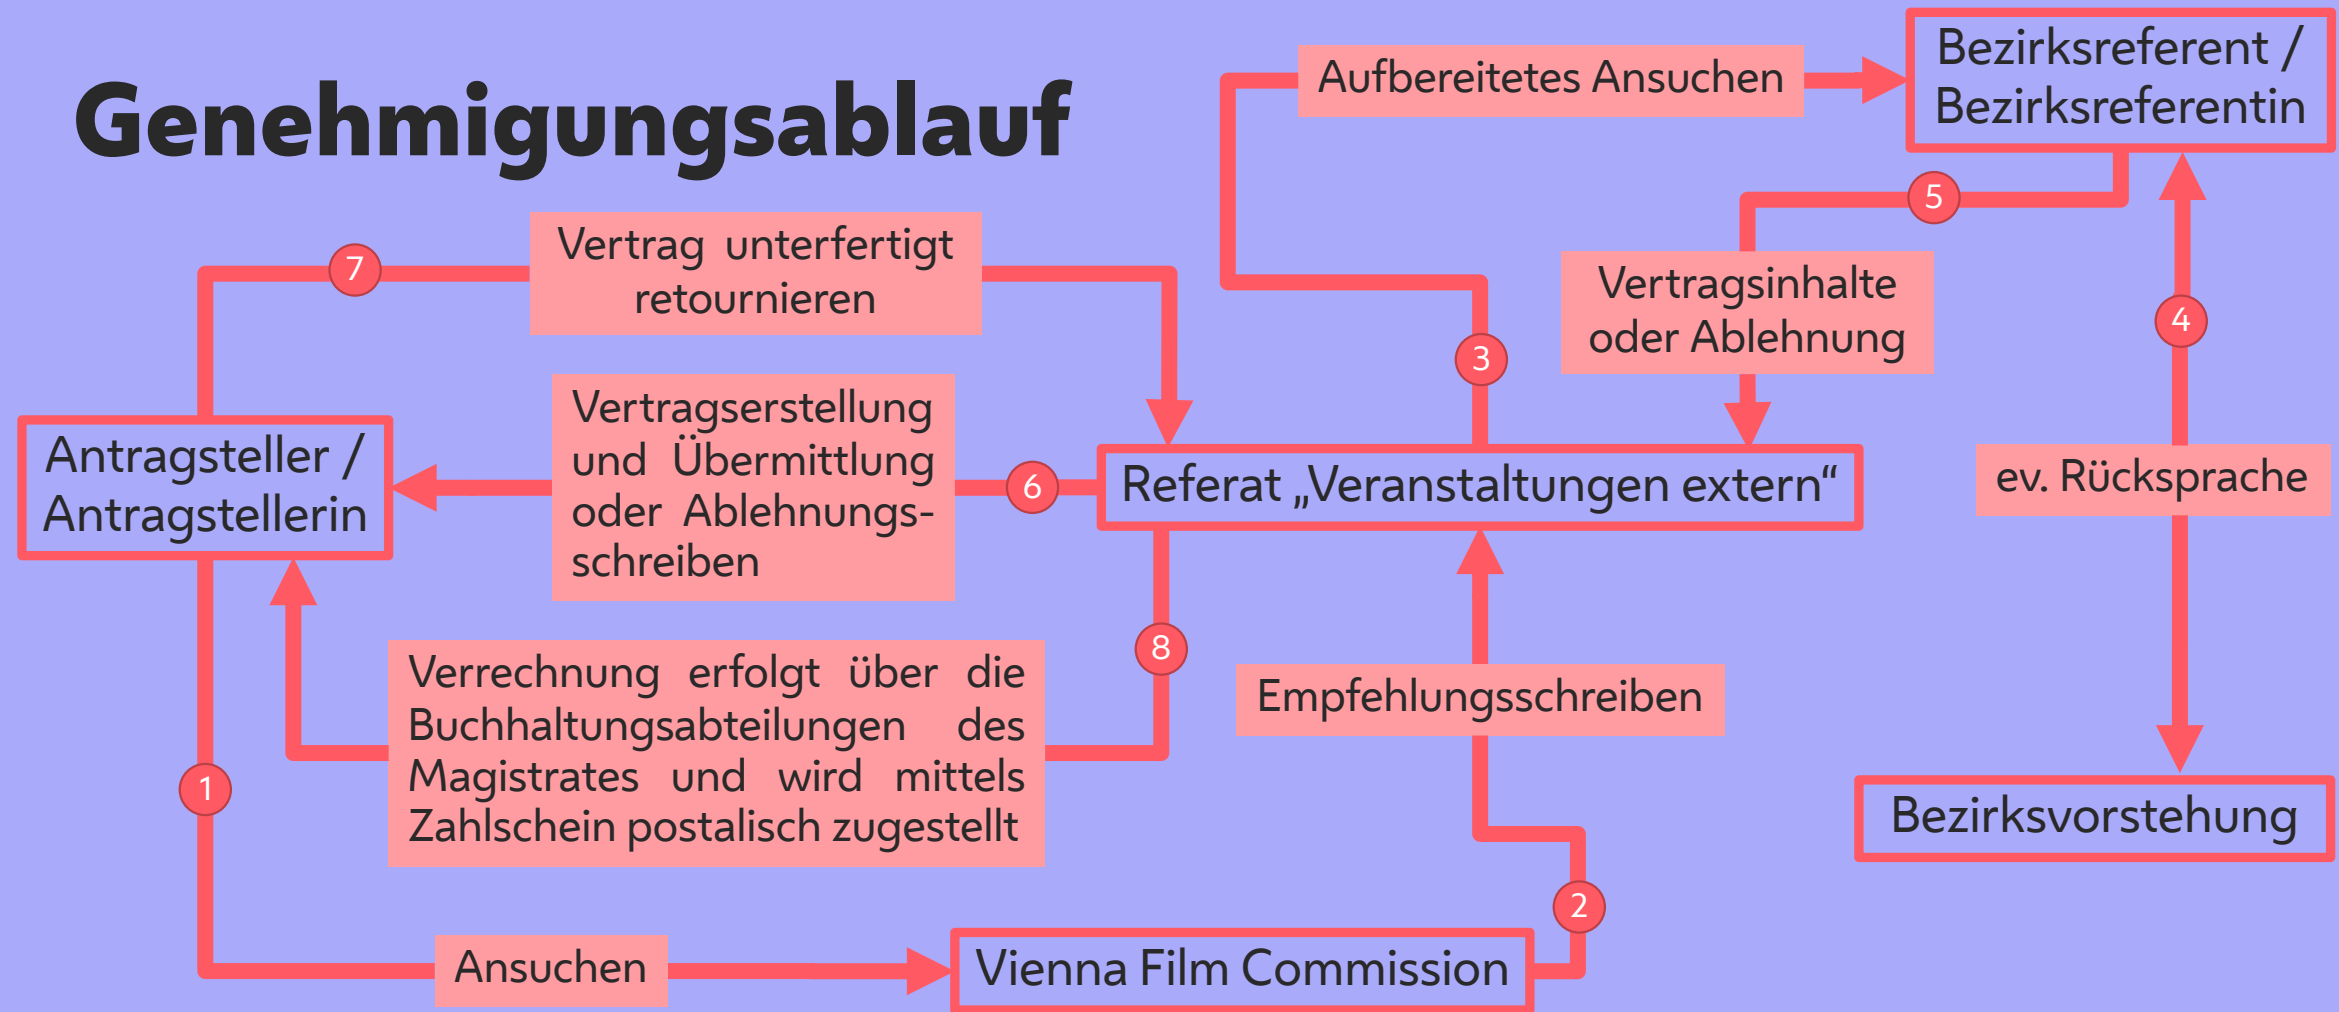 Genehmigungsablauf
Aufbereitetes Ansuchen
Bezirksreferent /
Bezirksreferentin
5
7
Vertrag unterfertigt
retournieren
Vertragsinhalte
oder Ablehnung
4
3
Antragsteller /
Antragstellerin
Vertragserstellung
und Übermittlung
oder Ablehnungs-
schreiben
6
Referat „Veranstaltungen extern“
ev. Rücksprache
8
Verrechnung erfolgt über die
Buchhaltungsabteilungen des
Magistrates und wird mittels
Zahlschein postalisch zugestellt
Empfehlungsschreiben
1
Bezirksvorstehung
2
Ansuchen
Vienna Film Commission